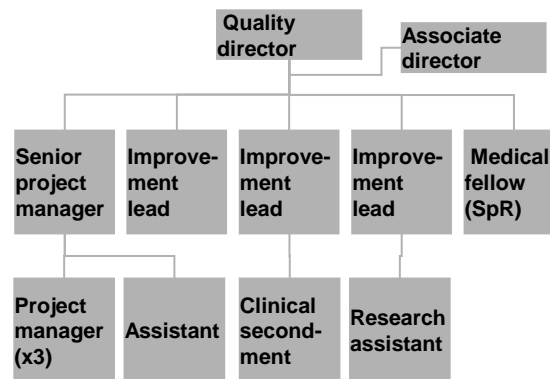 Quality
director
Associate
director
Senior
project
manager
Improve-
ment
lead
Improve-
ment
lead
Improve-
ment
lead
Medical
fellow
(SpR)
Project
manager
(x3)
Assistant
Clinical
second-
ment
Research
assistant